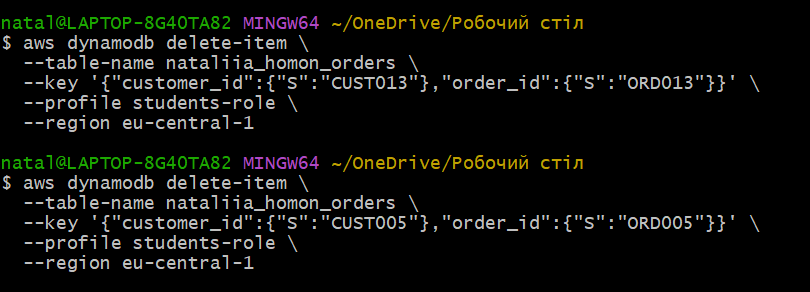 natal@LAPTOP-8G40TA82 MINGW64 ~/OneDrive/Робочий стіл
$ aws dynamodb delete-item \
--table-name nataliia_homon_orders \
--key '{"customer_id":{"S":"CUST013"},"order_id":{"S":"ORD013"}}' \
--profile students-role \
--region eu-central-1
natal@LAPTOP-8G40TA82 MINGW64 ~/OneDrive/Робочий стіл
$ aws dynamodb delete-item \
--table-name nataliia_homon_orders \
--key '{"customer_id":{"S":"CUST005"},"order_id":{"S":"ORD005"}}' \
--profile students-role \
--region eu-central-1